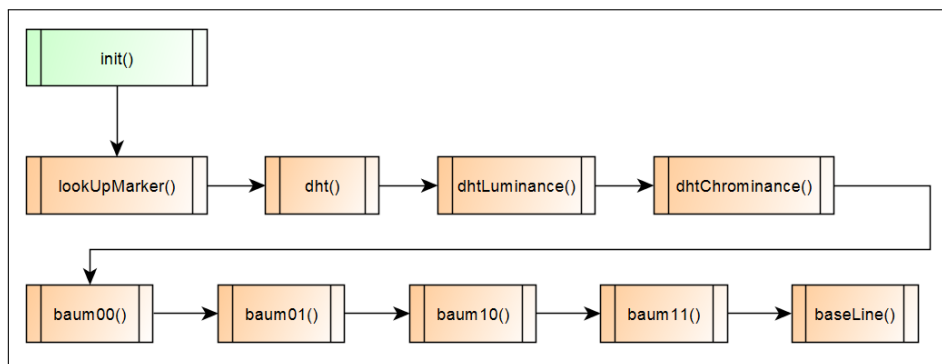 init()
lookUpMarker()
dht()
dhtLuminance()
dhtChrominance()
baum00()
baum01()
baum10()
baum11()
baseLine()